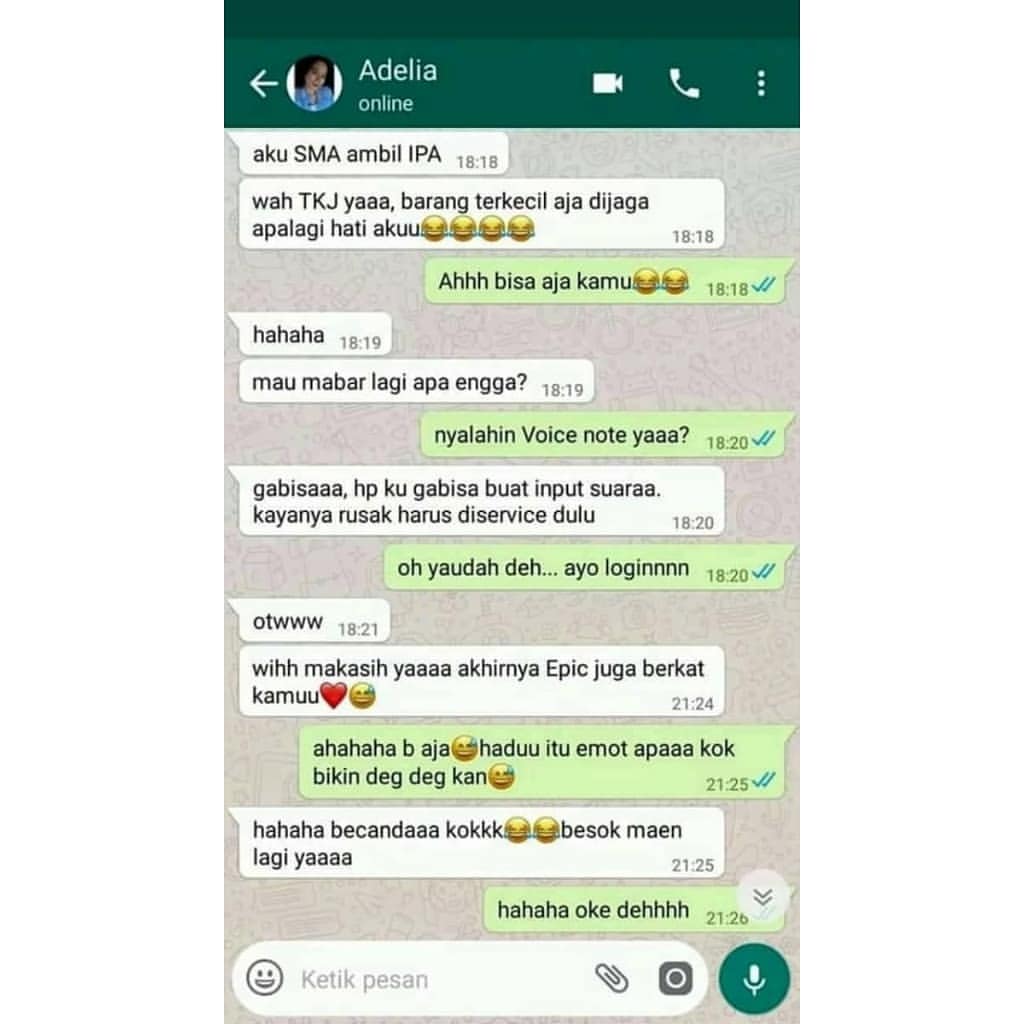 Adelia
online
aku SMA ambil IPA 18:18
wah TKJ yaaa, barang terkecil aja dijaga
apalagi hati akuu😂😂😂😂 18:18
Ahhh bisa aja kamu😂😂 18:18
hahaha 18:19
mau mabar lagi apa engga? 18:19
nyalahin Voice note yaaa? 18:20
gabisaaa, hp ku gabisa buat input suaraa.
kayanya rusak harus diservice dulu 18:20
oh yaudah deh... ayo loginnnn 18:20
otwww 18:21
wihh makasih yaaaa akhirnya Epic juga berkat
kamuu❤️😅 21:24
ahahaha b aja😅haduu itu emot apaaa kok
bikin deg deg kan😅 21:25
hahaha becandaaa kokkk😂😂besok maen
lagi yaaaa 21:25
hahaha oke dehhhh 21:26
Ketik pesan